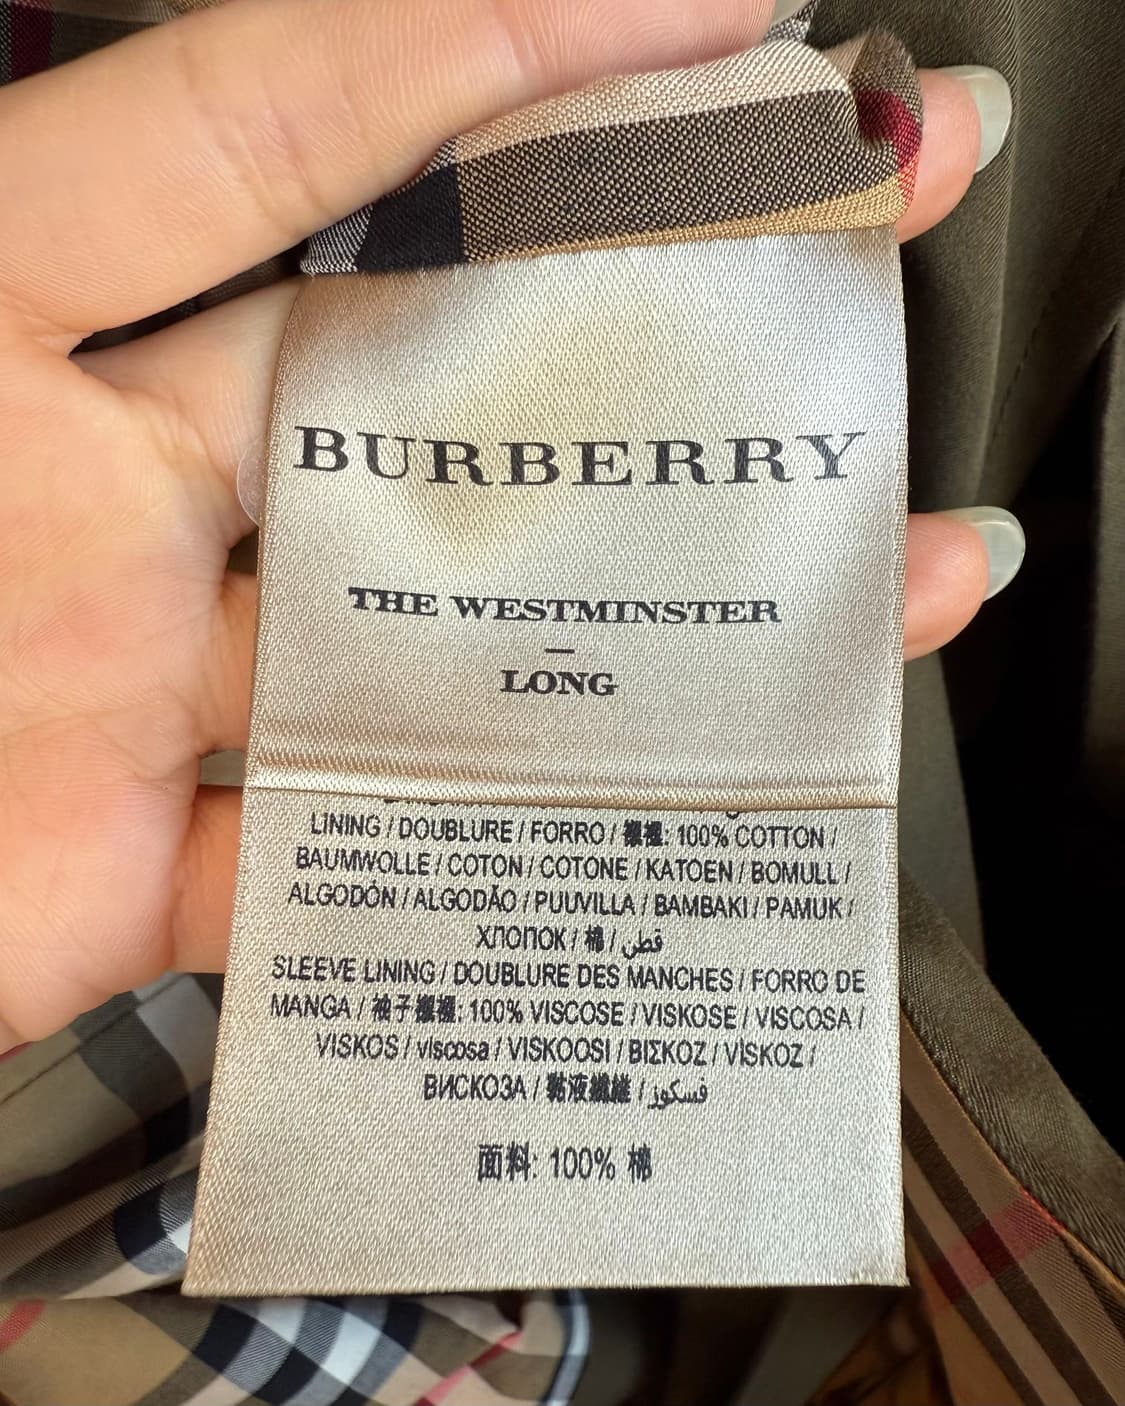 BURBERRY
THE WESTMINSTER
–
LONG
LINING / DOUBLURE / FORRO / 襯裡: 100% COTTON /
BAUMWOLLE / COTON / COTONE / KATOEN / BOMULL /
ALGODÓN / ALGODÃO / PUUVILLA / BAMBAKI / PAMUK /
ХЛОПОК / 棉 / قطن
SLEEVE LINING / DOUBLURE DES MANCHES / FORRO DE
MANGA / 袖子襯裡: 100% VISCOSE / VISKOSE / VISCOSA /
VISKOS / viscosa / VISKOOSI / ΒΙΣΚΟΖ / VİSKOZ /
ВИСКОЗА / 黏液纖維 / فسكوز
面料: 100% 棉